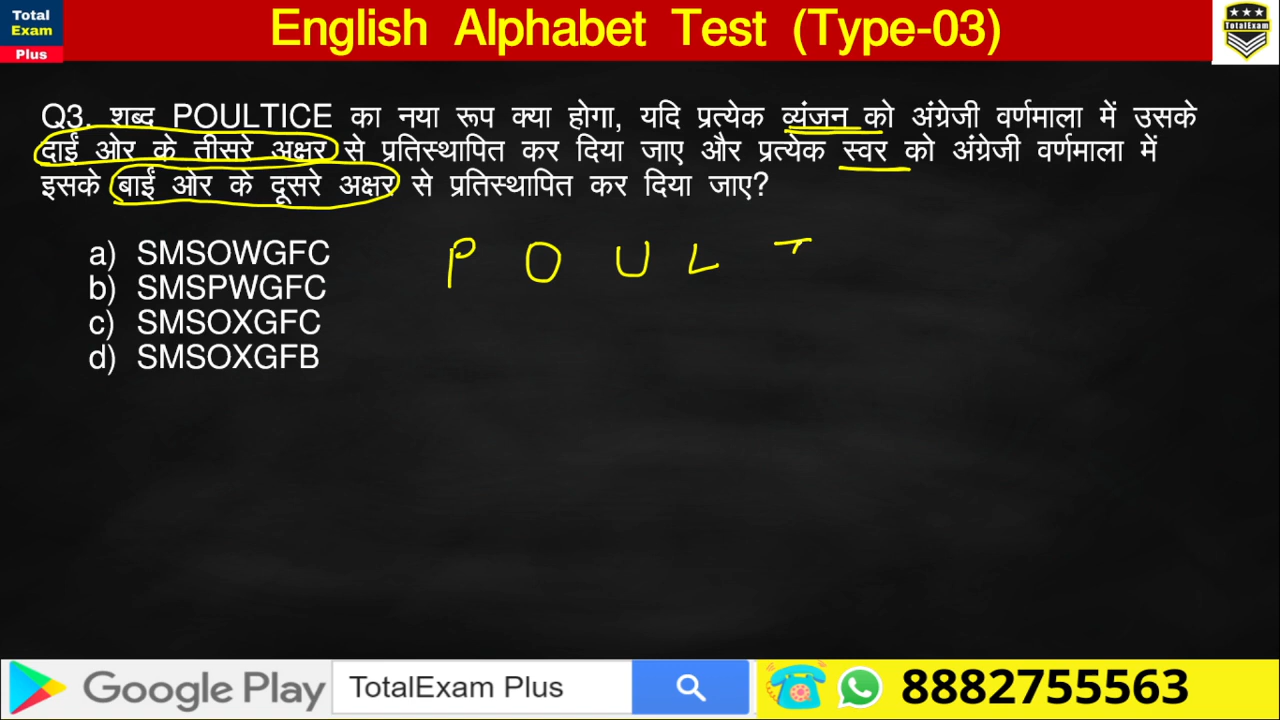 Total
Exam
Plus
English Alphabet Test (Type-03)
TotalExam
Q3. शब्द POULTICE का नया रूप क्या होगा, यदि प्रत्येक व्यंजन को अंग्रेजी वर्णमाला में उसके
दाईं ओर के तीसरे अक्षर से प्रतिस्थापित कर दिया जाए और प्रत्येक स्वर को अंग्रेजी वर्णमाला में
इसके बाईं ओर के दूसरे अक्षर से प्रतिस्थापित कर दिया जाए?
a) SMSOWGFC
b) SMSPWGFC
c) SMSOXGFC
d) SMSOXGFB
P O U L T
Google Play
TotalExam Plus
8882755563